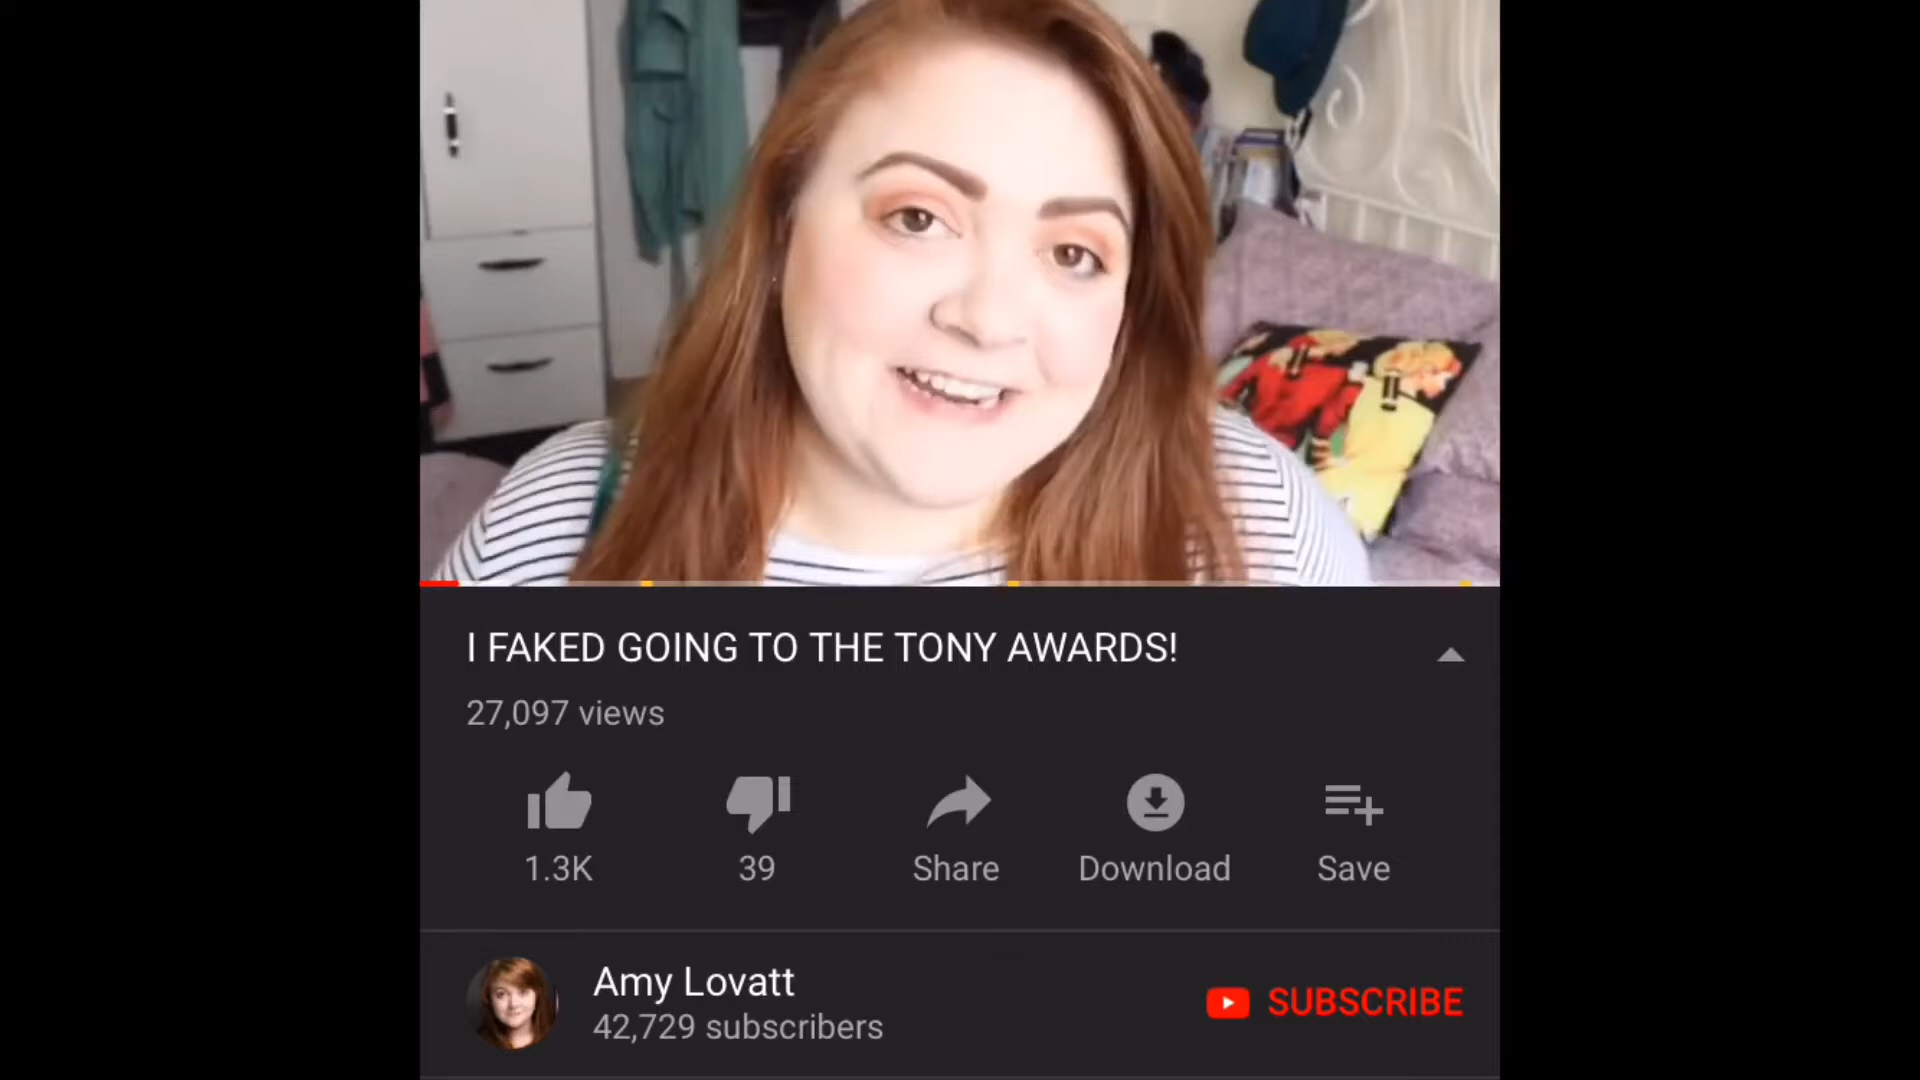 I FAKED GOING TO THE TONY AWARDS!
27,097 views
1.3K
39
Share
Download
Save
Amy Lovatt
42,729 subscribers
SUBSCRIBE